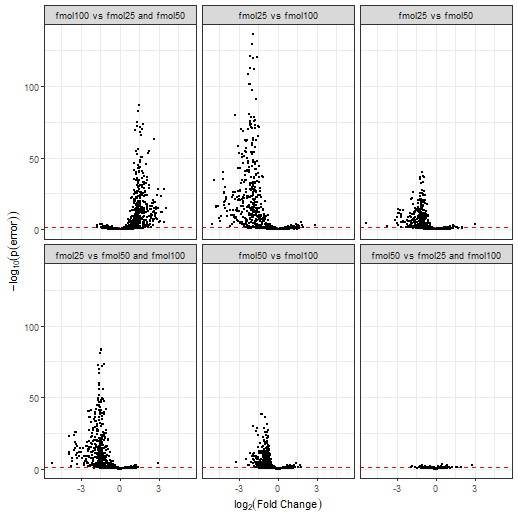 fmol100 vs fmol25 and fmol50
fmol25 vs fmol100
fmol25 vs fmol50
100
50
0
fmol25 vs fmol50 and fmol100
fmol50 vs fmol100
fmol50 vs fmol25 and fmol100
100
50
0
-3 0 3
-3 0 3
-3 0 3
log2(Fold Change)
−log10(p(error))